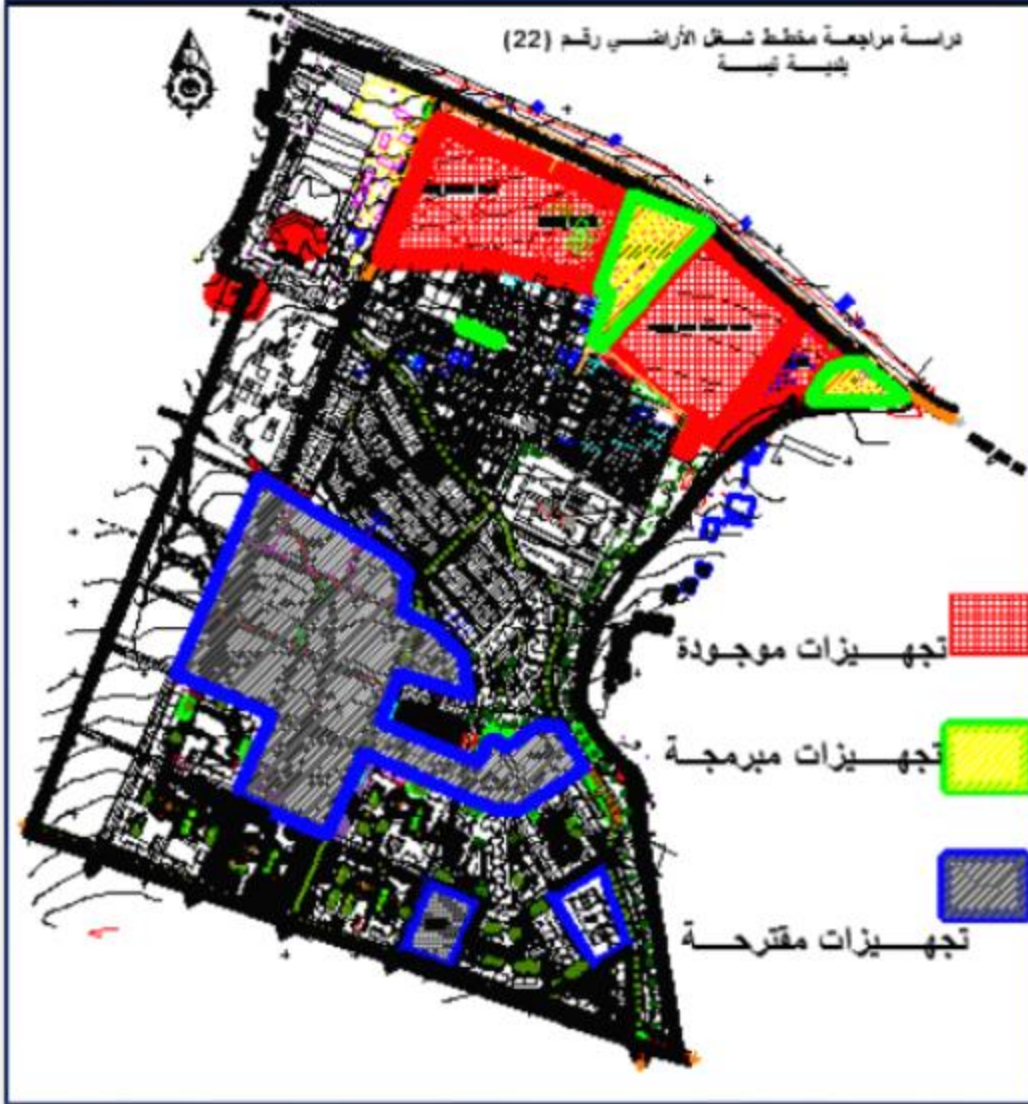 دراسة مراجعة مخطط شغل الأراضي رقم (22)
بلدية تبسة
تجهيزات موجودة
تجهيزات مبرمجة
تجهيزات مقترحة